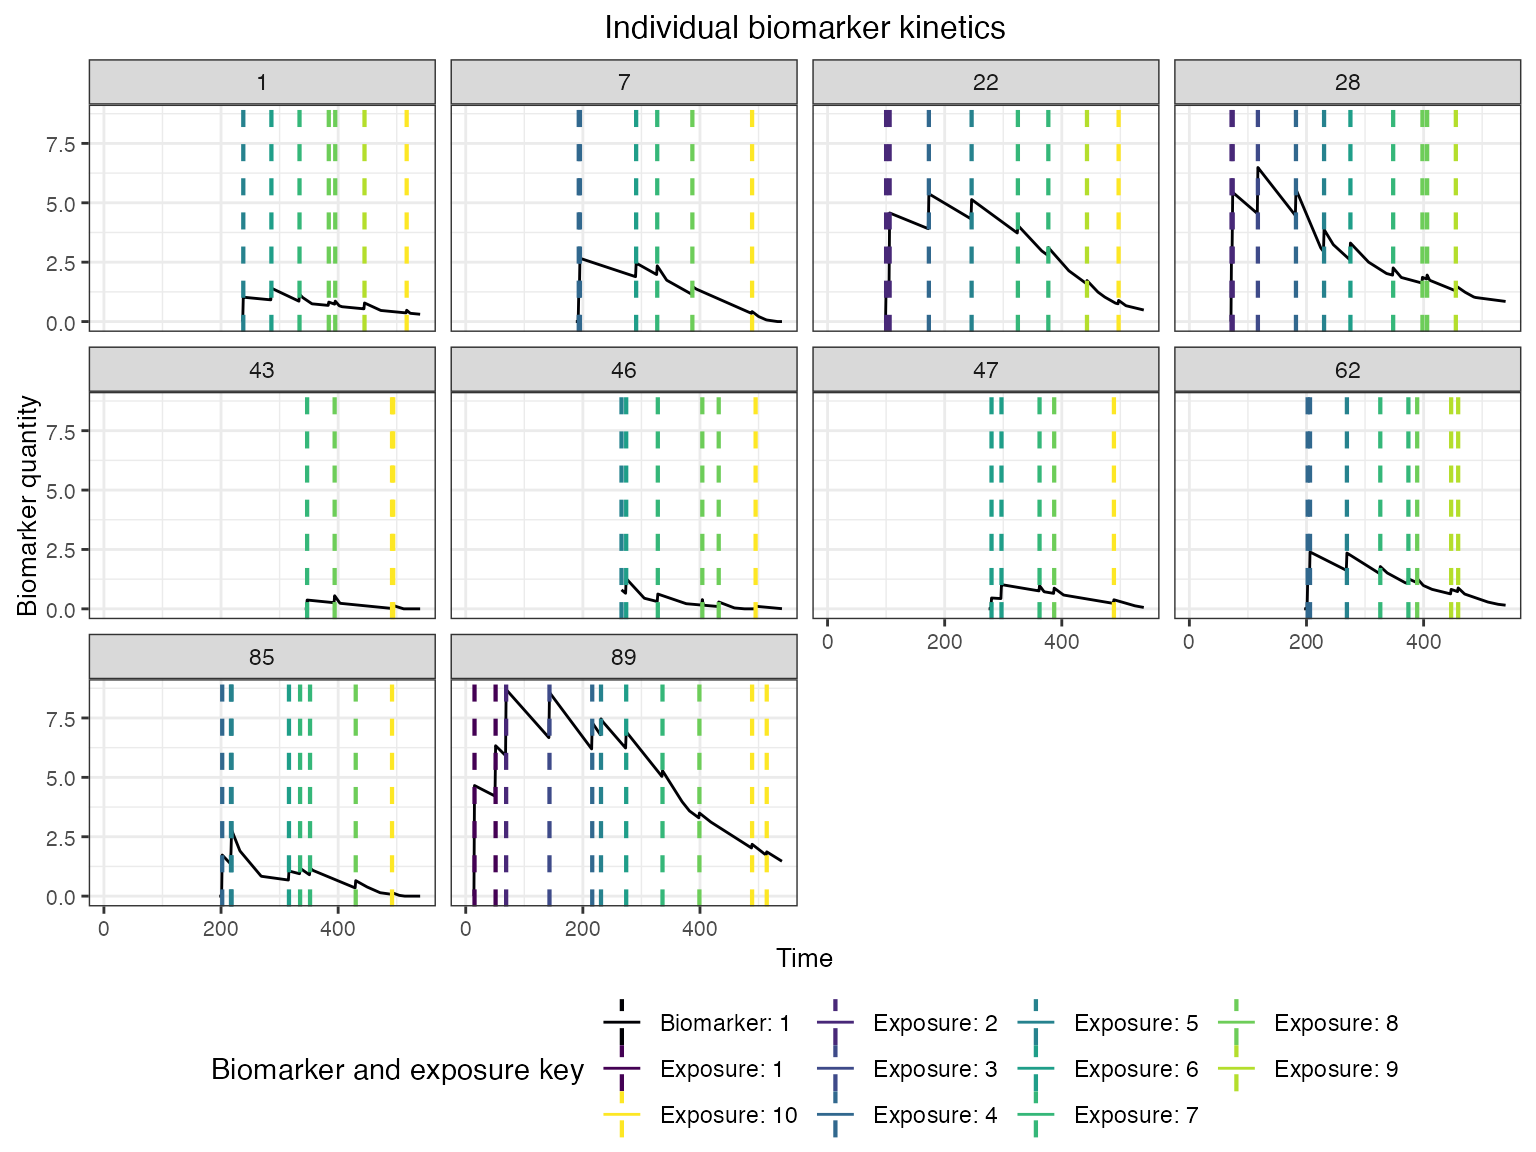 Individual biomarker kinetics
1 7 22 28
7.5
5.0
2.5
0.0
43 46 47 62
7.5
5.0
2.5
0.0
0 200 400 0 200 400
85 89
7.5
5.0
2.5
0.0
0 200 400 0 200 400
Biomarker quantity
Time
Biomarker and exposure key
Biomarker: 1 Exposure: 2 Exposure: 5 Exposure: 8
Exposure: 1 Exposure: 3 Exposure: 6 Exposure: 9
Exposure: 10 Exposure: 4 Exposure: 7